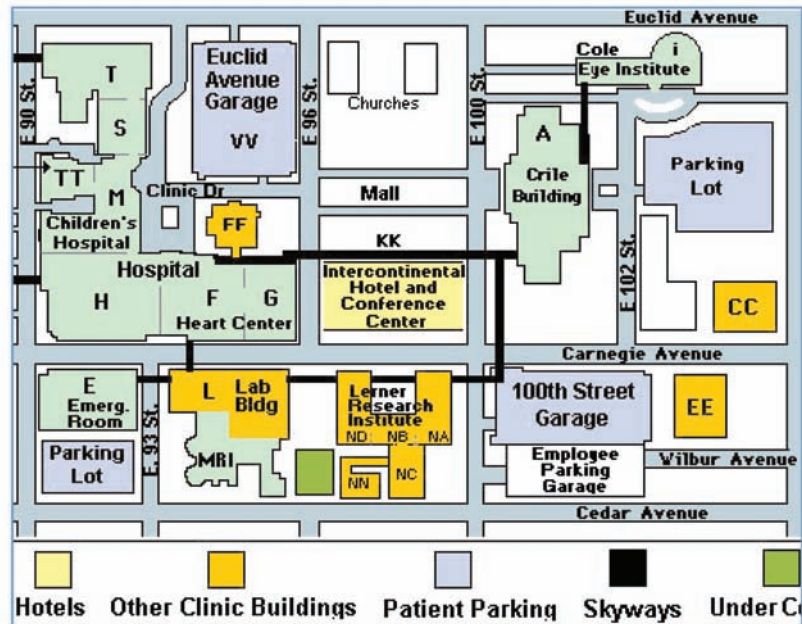 Euclid Avenue
E 90 St.
T
S
TT
M
Children's
Hospital
Euclid
Avenue
Garage
VV
Clinic Dr
E 96 St.
Churches
Mall
KK
E 100 St.
Cole
Eye Institute
i
A
Crile
Building
Parking
Lot
E 102 St.
FF
Hospital
H
F
G
Heart Center
Intercontinental
Hotel and
Conference
Center
CC
Carnegie Avenue
E
Emerg.
Room
Parking
Lot
E. 93 St.
L
Lab
Bldg
MRI
Lerner
Research
Institute
ND NB NA
NN
NC
100th Street
Garage
EE
Employee
Parking
Garage
Wilbur Avenue
Cedar Avenue
Hotels
Other Clinic Buildings
Patient Parking
Skyways
Under